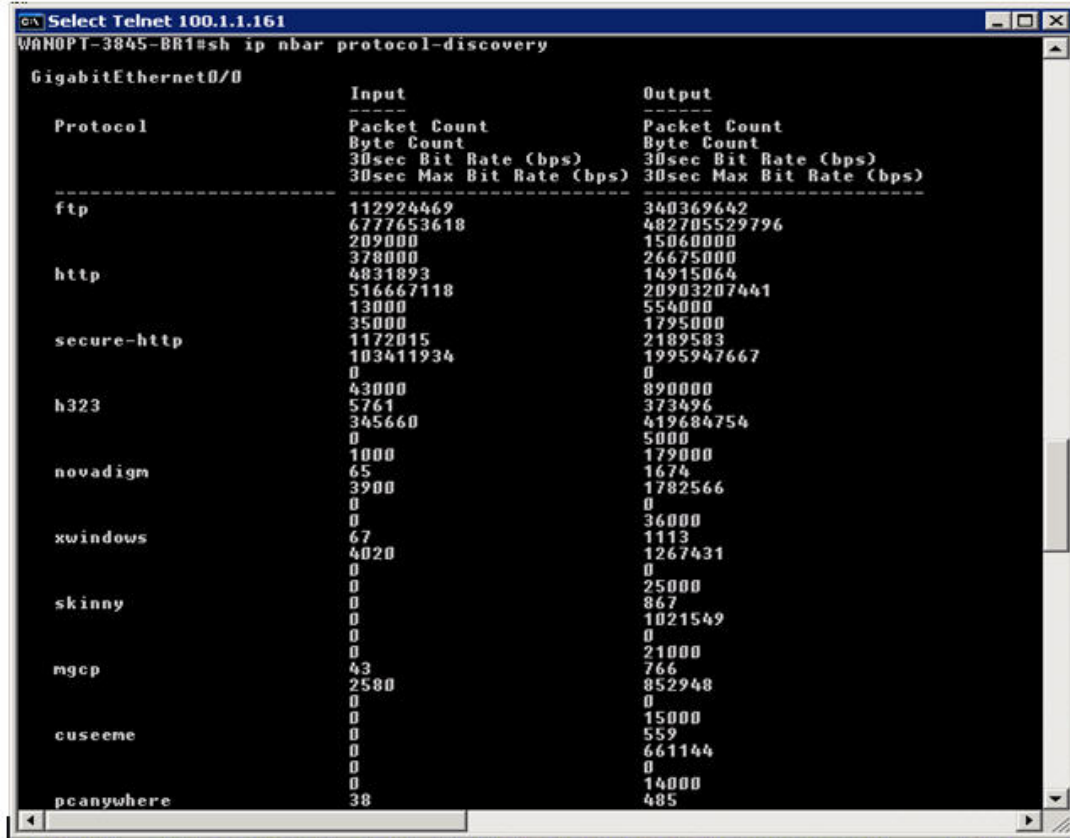 Select Telnet 100.1.1.161
WANOPT-3845-BR1#sh ip nbar protocol-discovery
GigabitEthernet0/0
Input Output
----- ------
Protocol Packet Count Packet Count
Byte Count Byte Count
30sec Bit Rate (bps) 30sec Bit Rate (bps)
30sec Max Bit Rate (bps) 30sec Max Bit Rate (bps)
------------------------ ------------------------ ------------------------
ftp 112924469 340369642
6777653618 482705529796
209000 15060000
378000 26675000
http 4831893 14915064
516667118 20903207441
13000 554000
35000 1795000
secure-http 1172015 2189583
103411934 1995947667
0 0
43000 890000
h323 5761 373496
345660 419684754
0 5000
1000 179000
novadigm 65 1674
3900 1782566
0 0
0 36000
xwindows 67 1113
4020 1267431
0 0
0 25000
skinny 0 867
0 1021549
0 0
0 21000
mgcp 43 766
2580 852948
0 0
0 15000
cuseeme 0 559
0 661144
0 0
0 14000
pcanywhere 38 485